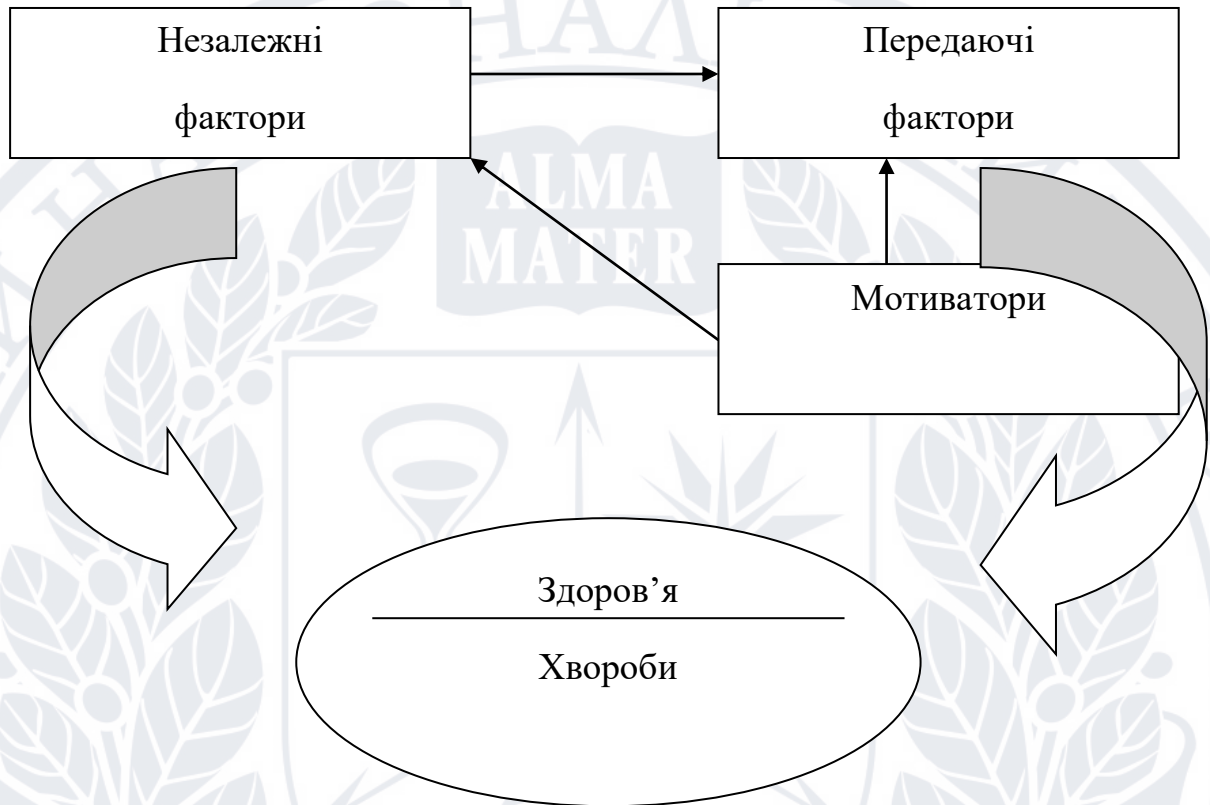 Незалежні
фактори
Передаючі
фактори
ALMA
MATER
Мотиватори
Здоров’я
Хвороби